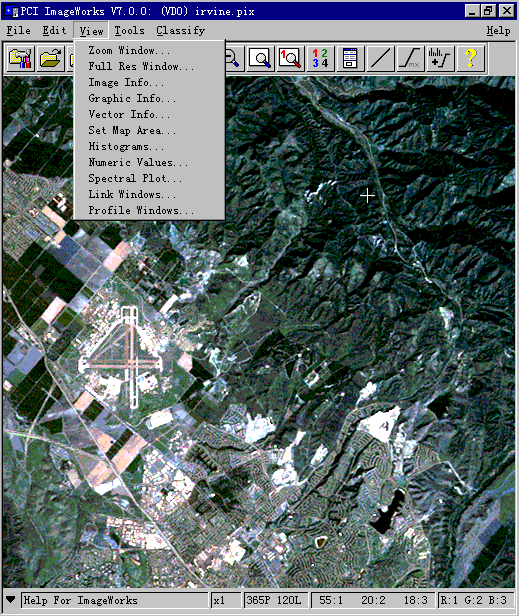 PCI ImageWorks V7.0.0: (VDO) irvine.pix
File Edit View Tools Classify Help
Zoom Window...
Full Res Window...
Image Info...
Graphic Info...
Vector Info...
Set Map Area...
Histograms...
Numeric Values...
Spectral Plot...
Link Windows...
Profile Windows...
1 1 2 3 4 ?
Help For ImageWorks x1 365P 120L 55:1 20:2 18:3 R:1 G:2 B:3